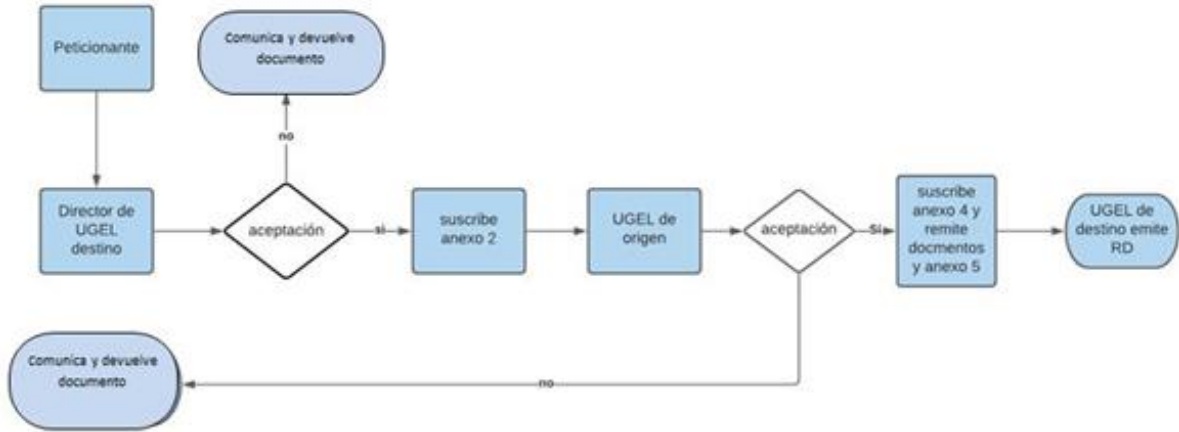 Peticionante
Comunica y devuelve
documento
no
Director de
UGEL
destino
aceptación
si
suscribe
anexo 2
UGEL de
origen
aceptación
Si
suscribe
anexo 4 y
remite
docmentos
y anexo 5
UGEL de
destino emite
RD
Comunica y devuelve
documento
no